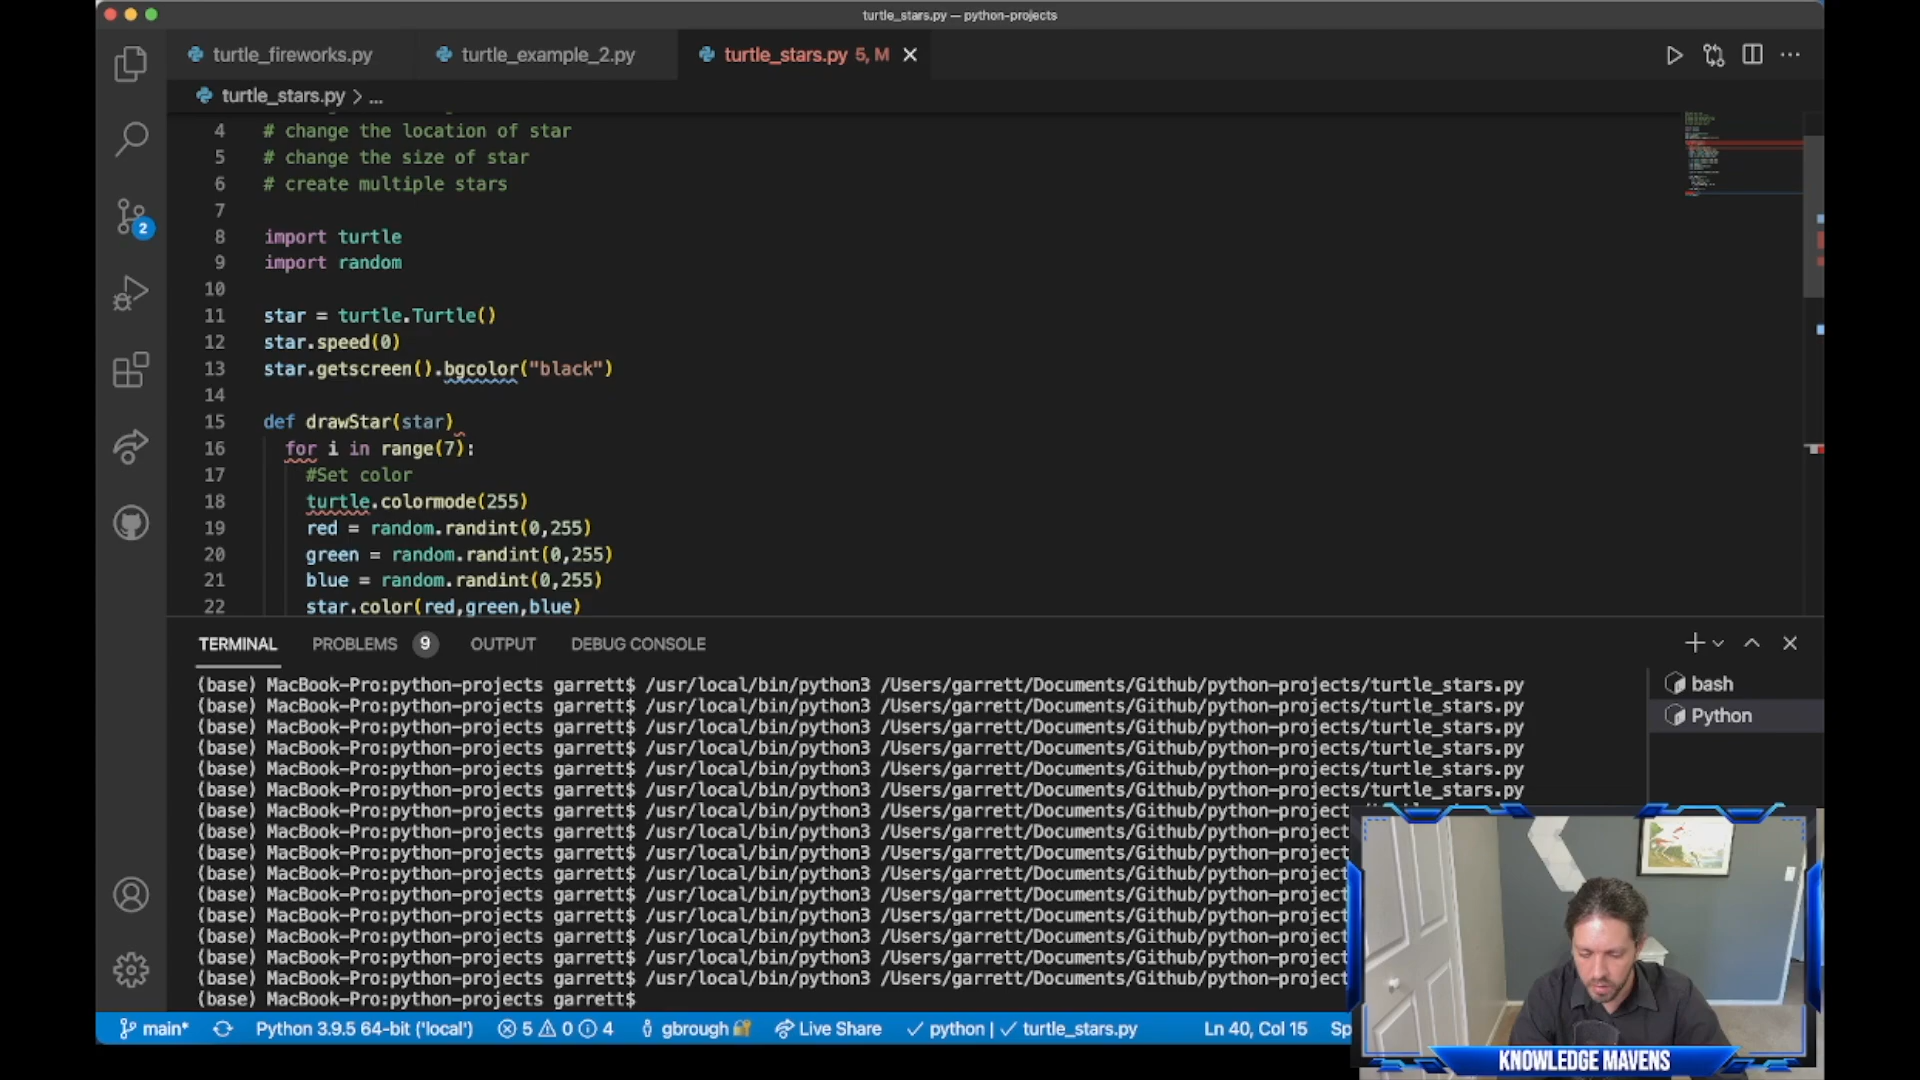 turtle_stars.py — python-projects
turtle_fireworks.py
turtle_example_2.py
turtle_stars.py 5, M
turtle_stars.py > ...
4 # change the location of star
5 # change the size of star
6 # create multiple stars
7
8 import turtle
9 import random
10
11 star = turtle.Turtle()
12 star.speed(0)
13 star.getscreen().bgcolor("black")
14
15 def drawStar(star)
16 for i in range(7):
17 #Set color
18 turtle.colormode(255)
19 red = random.randint(0,255)
20 green = random.randint(0,255)
21 blue = random.randint(0,255)
22 star.color(red,green,blue)
2
TERMINAL PROBLEMS 9 OUTPUT DEBUG CONSOLE
(base) MacBook-Pro:python-projects garrett$ /usr/local/bin/python3 /Users/garrett/Documents/Github/python-projects/turtle_stars.py
(base) MacBook-Pro:python-projects garrett$ /usr/local/bin/python3 /Users/garrett/Documents/Github/python-projects/turtle_stars.py
(base) MacBook-Pro:python-projects garrett$ /usr/local/bin/python3 /Users/garrett/Documents/Github/python-projects/turtle_stars.py
(base) MacBook-Pro:python-projects garrett$ /usr/local/bin/python3 /Users/garrett/Documents/Github/python-projects/turtle_stars.py
(base) MacBook-Pro:python-projects garrett$ /usr/local/bin/python3 /Users/garrett/Documents/Github/python-projects/turtle_stars.py
(base) MacBook-Pro:python-projects garrett$ /usr/local/bin/python3 /Users/garrett/Documents/Github/python-projects/turtle_stars.py
(base) MacBook-Pro:python-projects garrett$ /usr/local/bin/python3 /Users/garrett/Documents/Github/python-project
(base) MacBook-Pro:python-projects garrett$ /usr/local/bin/python3 /Users/garrett/Documents/Github/python-project
(base) MacBook-Pro:python-projects garrett$ /usr/local/bin/python3 /Users/garrett/Documents/Github/python-project
(base) MacBook-Pro:python-projects garrett$ /usr/local/bin/python3 /Users/garrett/Documents/Github/python-project
(base) MacBook-Pro:python-projects garrett$ /usr/local/bin/python3 /Users/garrett/Documents/Github/python-project
(base) MacBook-Pro:python-projects garrett$ /usr/local/bin/python3 /Users/garrett/Documents/Github/python-project
(base) MacBook-Pro:python-projects garrett$ /usr/local/bin/python3 /Users/garrett/Documents/Github/python-project
(base) MacBook-Pro:python-projects garrett$ /usr/local/bin/python3 /Users/garrett/Documents/Github/python-project
(base) MacBook-Pro:python-projects garrett$ /usr/local/bin/python3 /Users/garrett/Documents/Github/python-project
(base) MacBook-Pro:python-projects garrett$
bash
Python
main* Python 3.9.5 64-bit ('local') 5 0 4 gbrough Live Share ✓ python | ✓ turtle_stars.py Ln 40, Col 15 Sp
KNOWLEDGE MAVENS